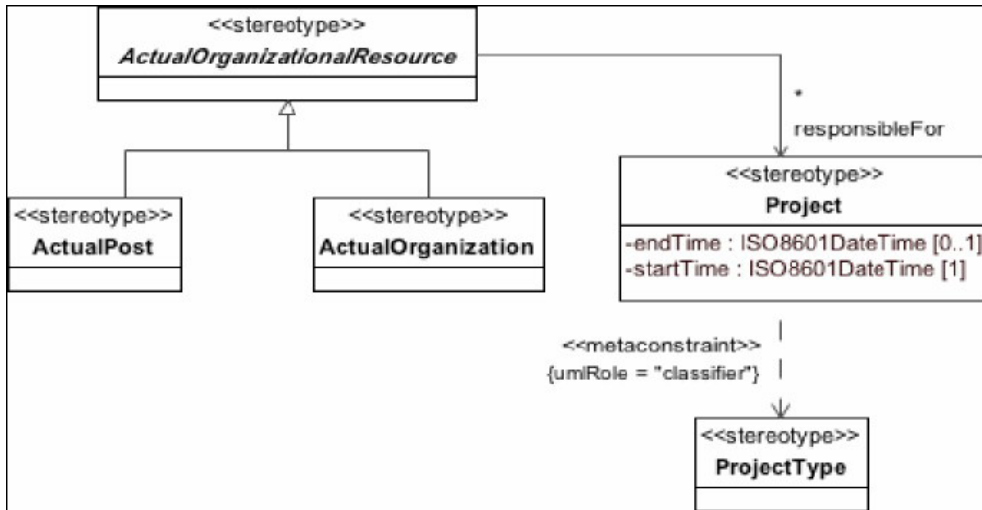 <<stereotype>>
ActualOrganizationalResource
*
responsibleFor
<<stereotype>>
Project
-endTime : ISO8601DateTime [0..1]
-startTime : ISO8601DateTime [1]
<<stereotype>>
ActualPost
<<stereotype>>
ActualOrganization
<<metaconstraint>>
{umlRole = "classifier"}
<<stereotype>>
ProjectType